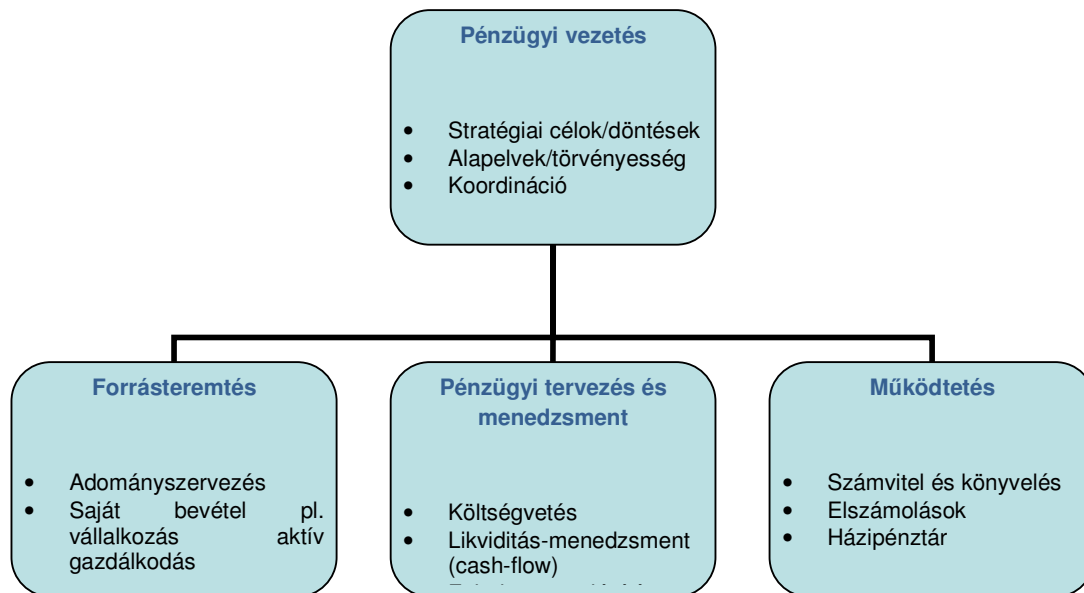 Pénzügyi vezetés
• Stratégiai célok/döntések
• Alapelvek/törvényesség
• Koordináció
Forrásteremtés
• Adományszervezés
• Saját bevétel pl.
vállalkozás aktív
gazdálkodás
Pénzügyi tervezés és
menedzsment
• Költségvetés
• Likviditás-menedzsment
(cash-flow)
Működtetés
• Számvitel és könyvelés
• Elszámolások
• Házipénztár